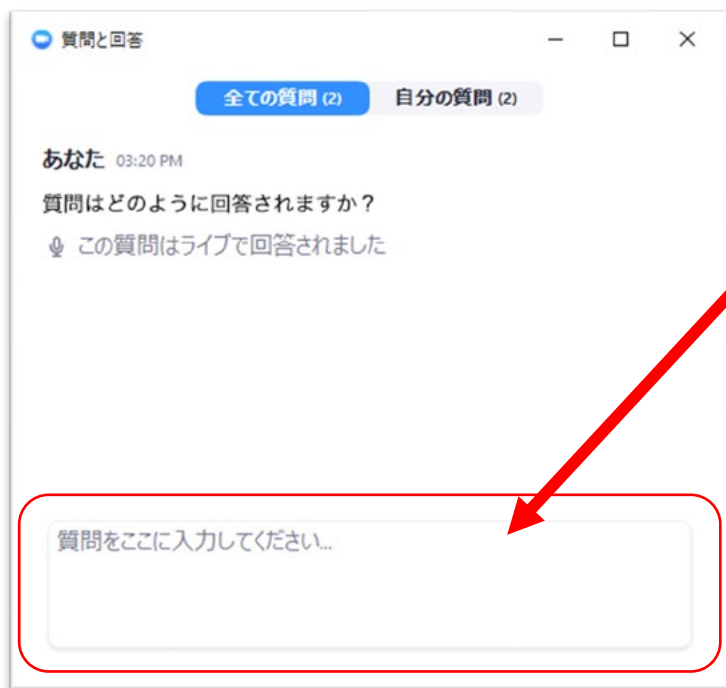 質問と回答
全ての質問 (2) 自分の質問 (2)
あなた 03:20 PM
質問はどのように回答されますか？
この質問はライブで回答されました
質問をここに入力してください...